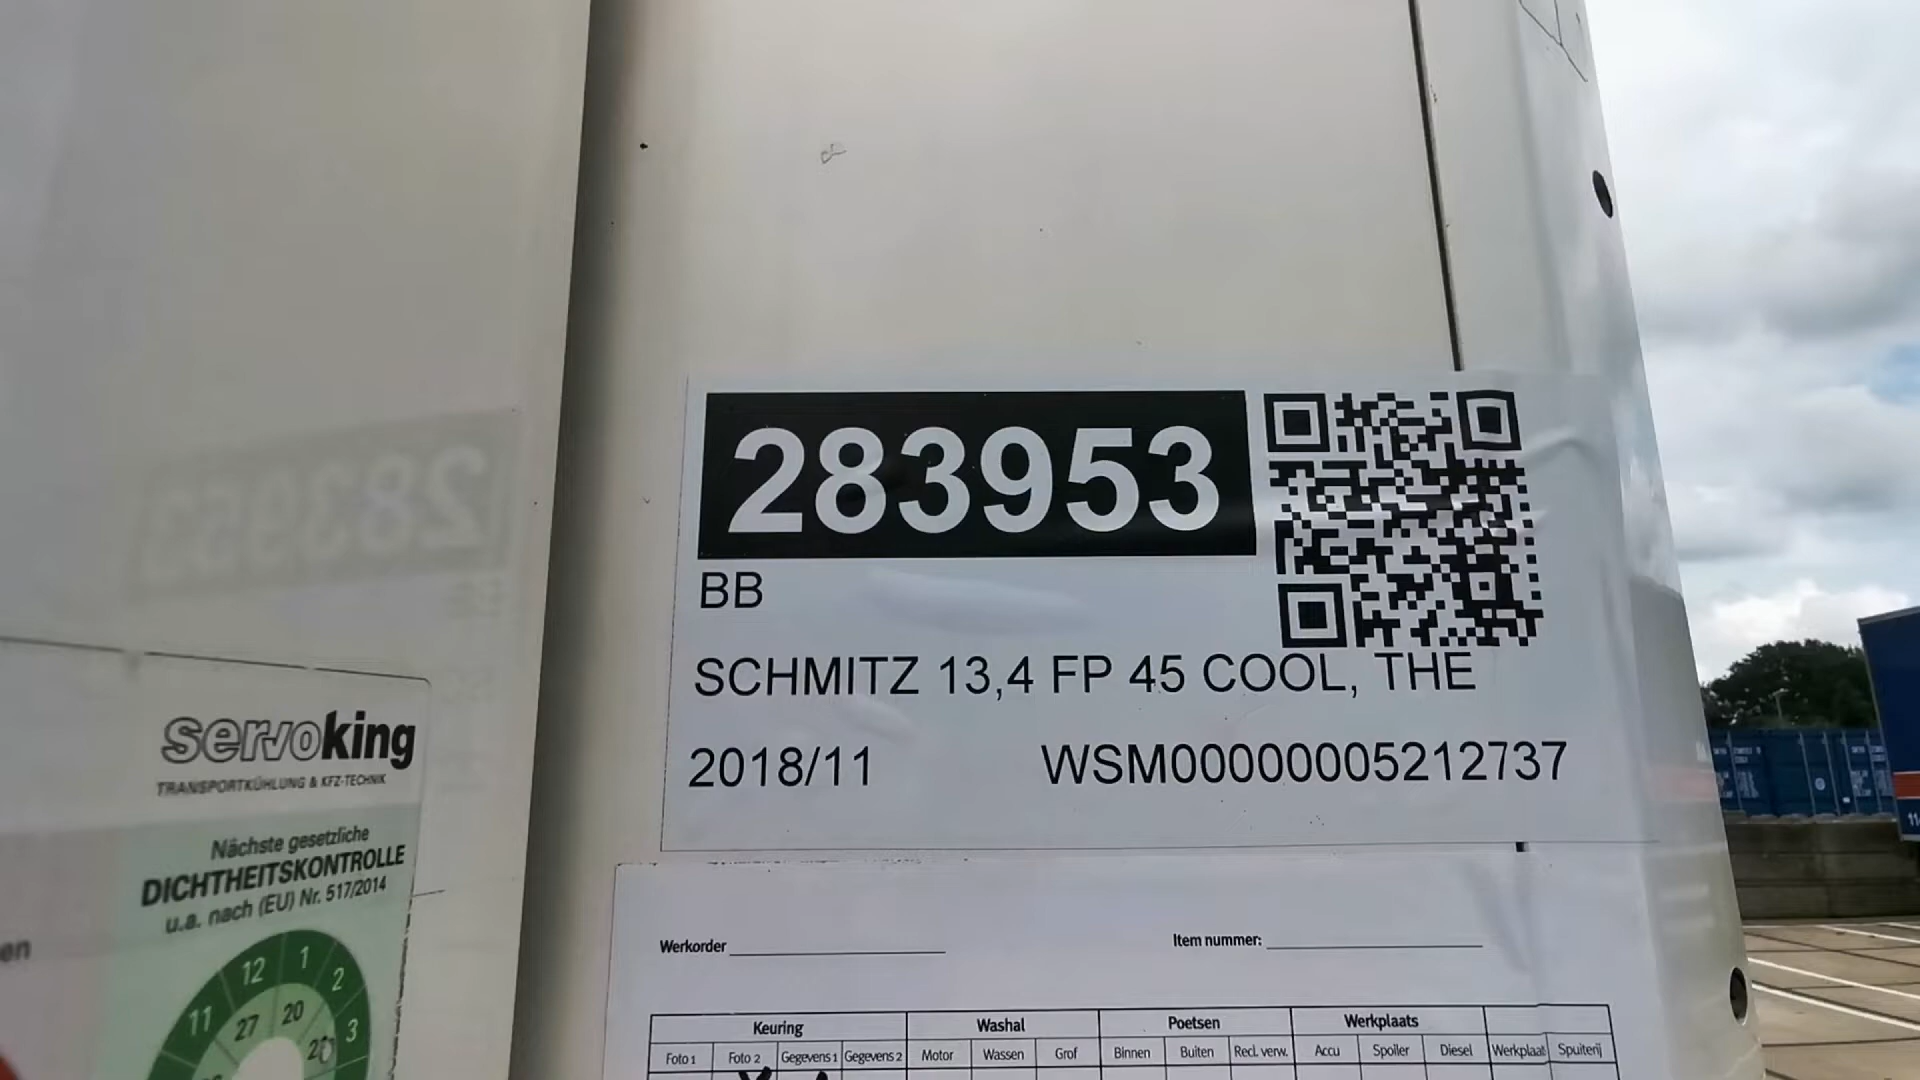 283953
BB
SCHMITZ 13,4 FP 45 COOL, THE
2018/11 WSM00000005212737
servoking
TRANSPORTKÜHLUNG & KFZ-TECHNIK
Nächste gesetzliche
DICHTHEITSKONTROLLE
u.a. nach (EU) Nr. 517/2014
12 1 2 3
11 27 20
en
Werkorder Item nummer:
Keuring Washal Poetsen Werkplaats
Foto 1 Foto 2 Gegevens 1 Gegevens 2 Motor Wassen Grof Binnen Buiten Recl. verw. Accu Spoiler Diesel Werkplaat Spuiterij